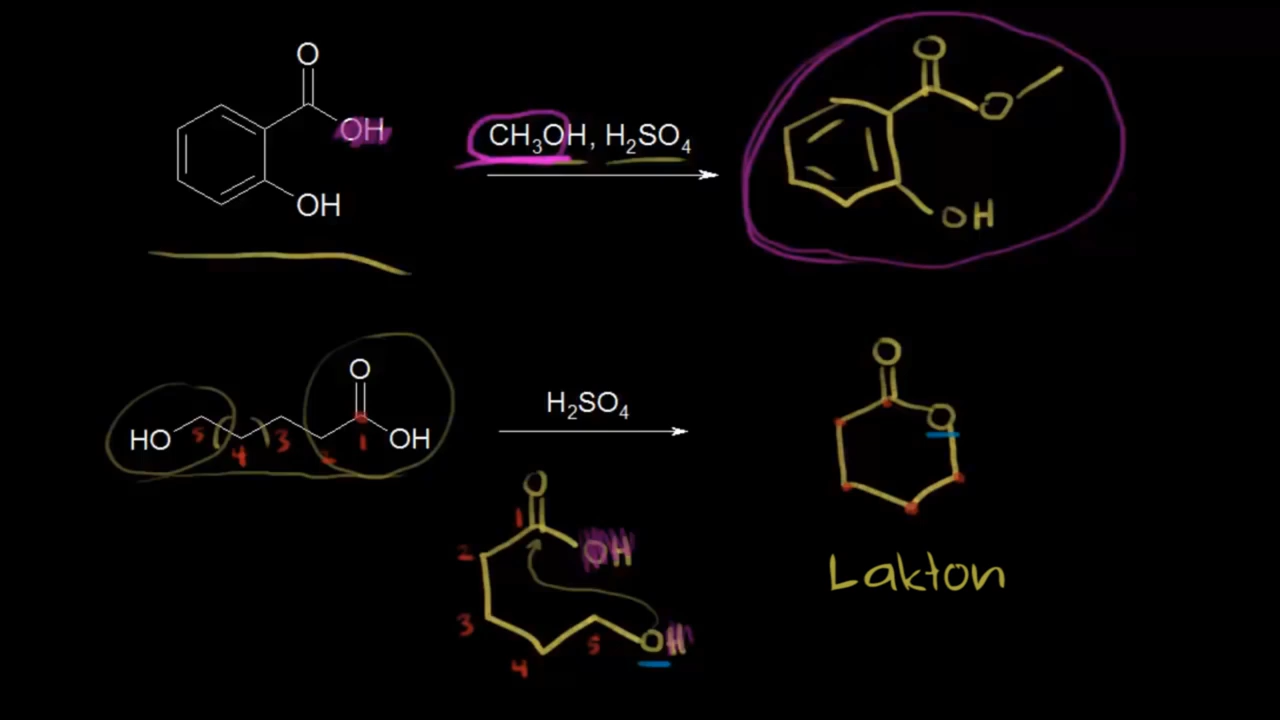 O
OH
OH
CH₃OH, H₂SO₄
O
O
OH
O
HO 5 4 3 2 1 OH
H₂SO₄
O
1 OH
2
3
4
5
OH
O
O
Lakton